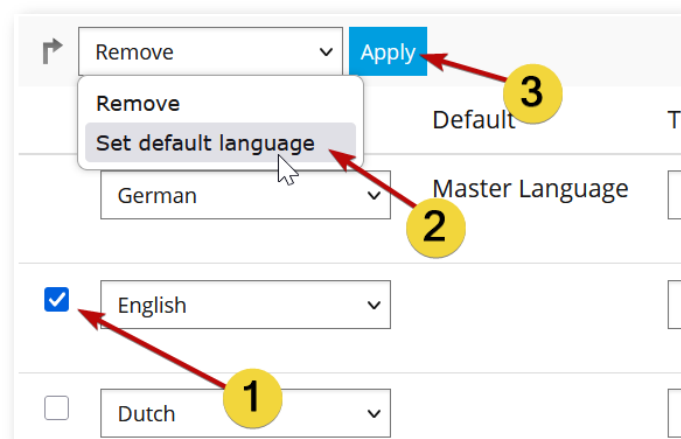 Remove Apply
3
Remove
Default T
Set default language
German Master Language
2
English
1
Dutch